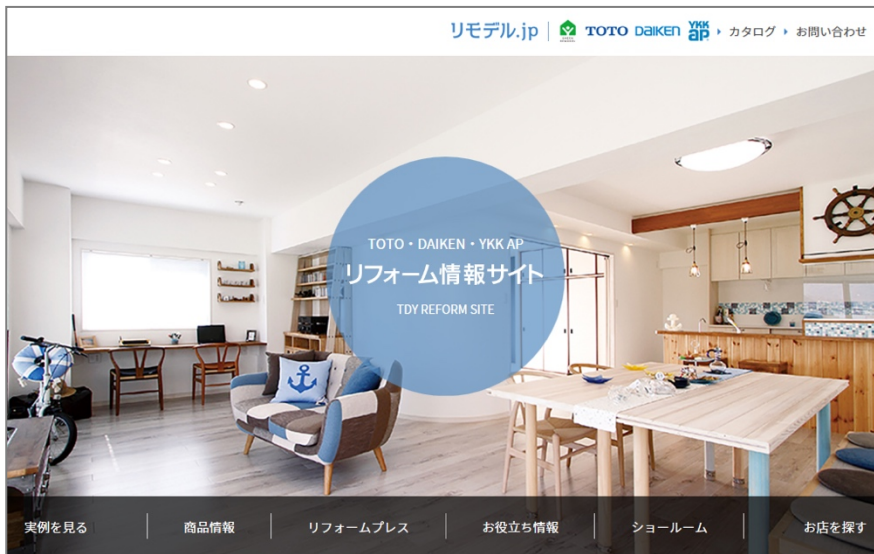 リモデル.jp
TOTO DAIKEN YKK AP カタログ お問い合わせ
TOTO・DAIKEN・YKK AP
リフォーム情報サイト
TDY REFORM SITE
実例を見る 商品情報 リフォームプレス お役立ち情報 ショールーム お店を探す